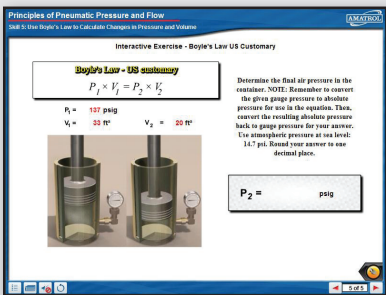 Principles of Pneumatic Pressure and Flow
AMATROL
Skill 5: Use Boyle's Law to Calculate Changes in Pressure and Volume
Interactive Exercise - Boyle's Law US Customary
Boyle's Law - US customary
P₁ × V₁ = P₂ × V₂
P₁ = 137 psig
V₁ = 33 ft³ V₂ = 20 ft³
Determine the final air pressure in the
container. NOTE: Remember to convert
the given gauge pressure to absolute
pressure for use in the equation. Then,
convert the resulting absolute pressure
back to gauge pressure for your answer.
Use atmospheric pressure at sea level:
14.7 psi. Round your answer to one
decimal place.
P₂ = psig
5 of 5